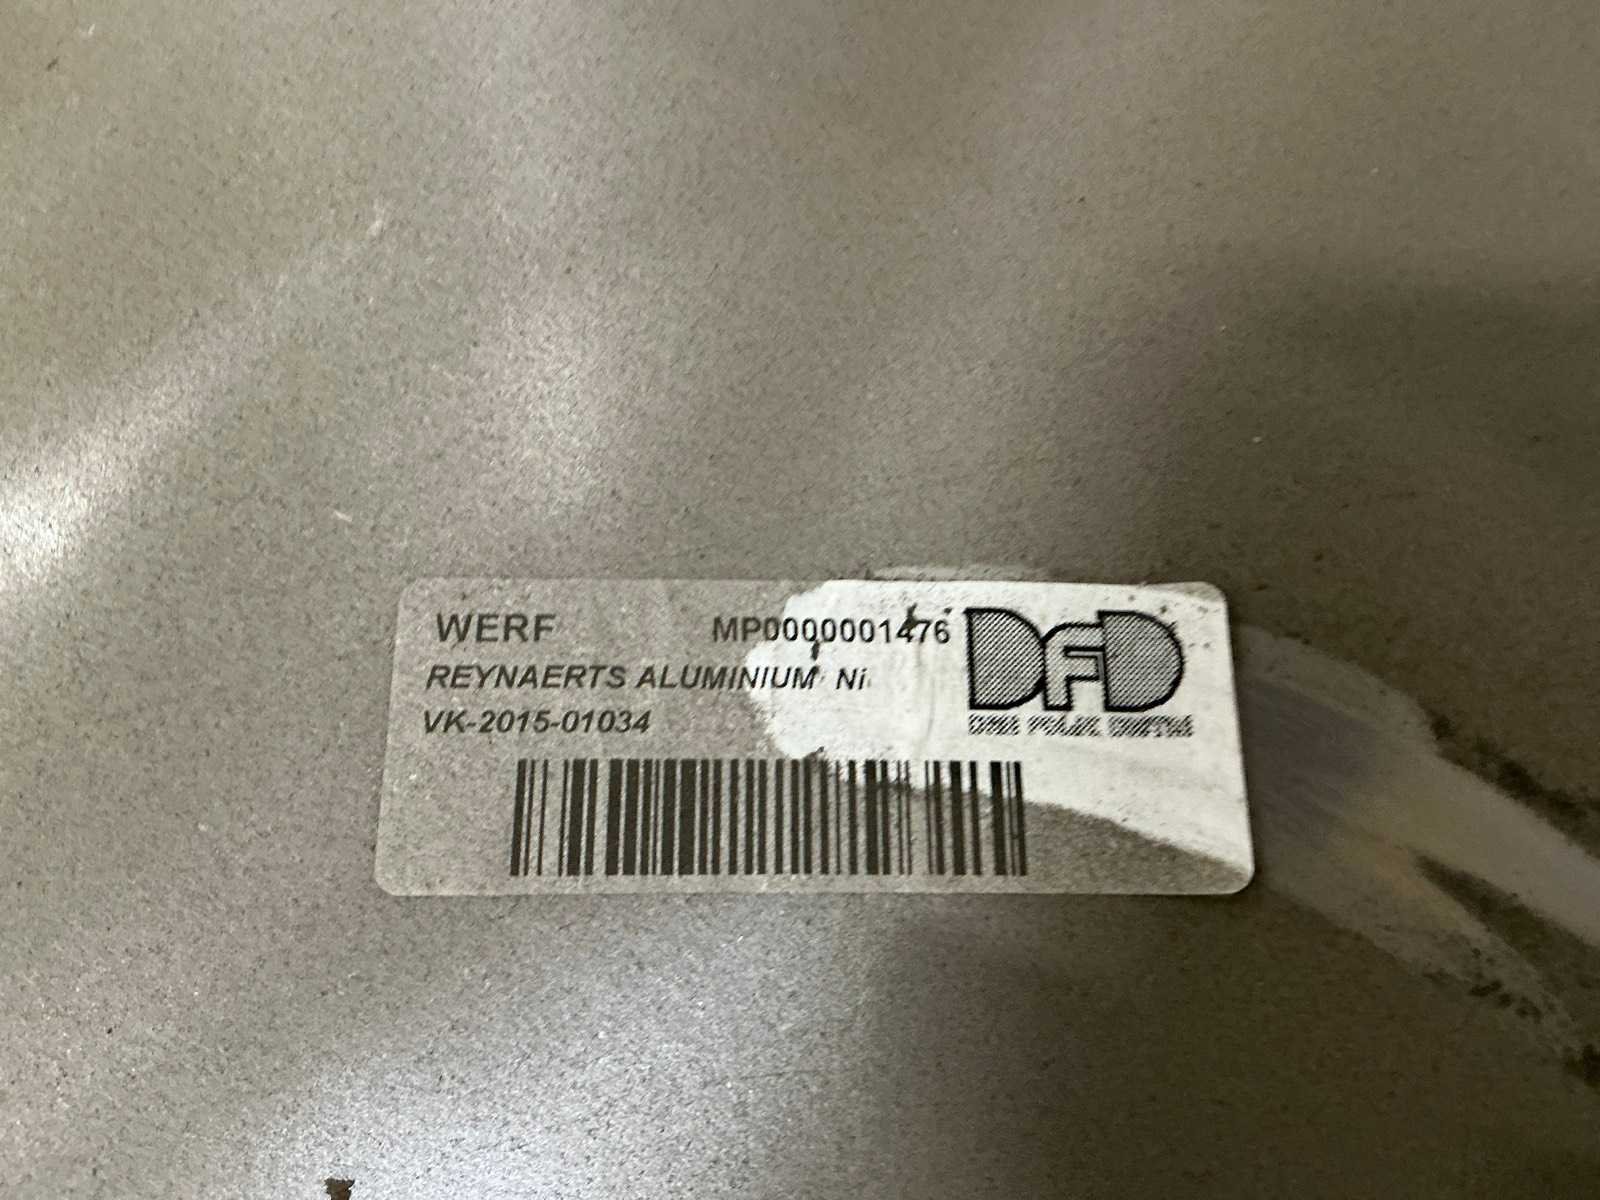 WERF MP0000001476
REYNAERTS ALUMINIUM Ni
VK-2015-01034
DFD